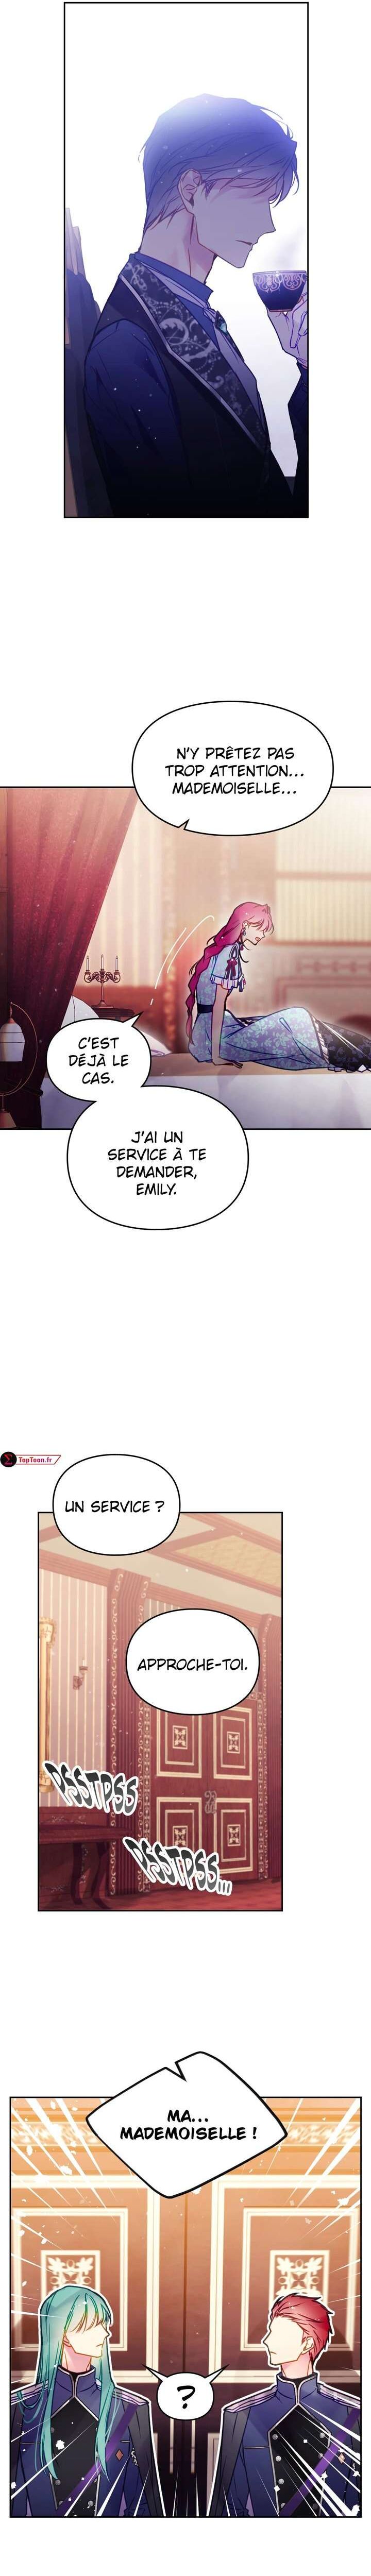 N'Y PRÊTEZ PAS
TROP ATTENTION...
MADEMOISELLE...
C'EST
DÉJÀ LE
CAS.
J'AI UN
SERVICE À TE
DEMANDER,
EMILY.
TopToon.fr
UN SERVICE ?
APPROCHE-TOI.
PSSTPSS
PSSTPSS...
MA...
MADEMOISELLE !
?